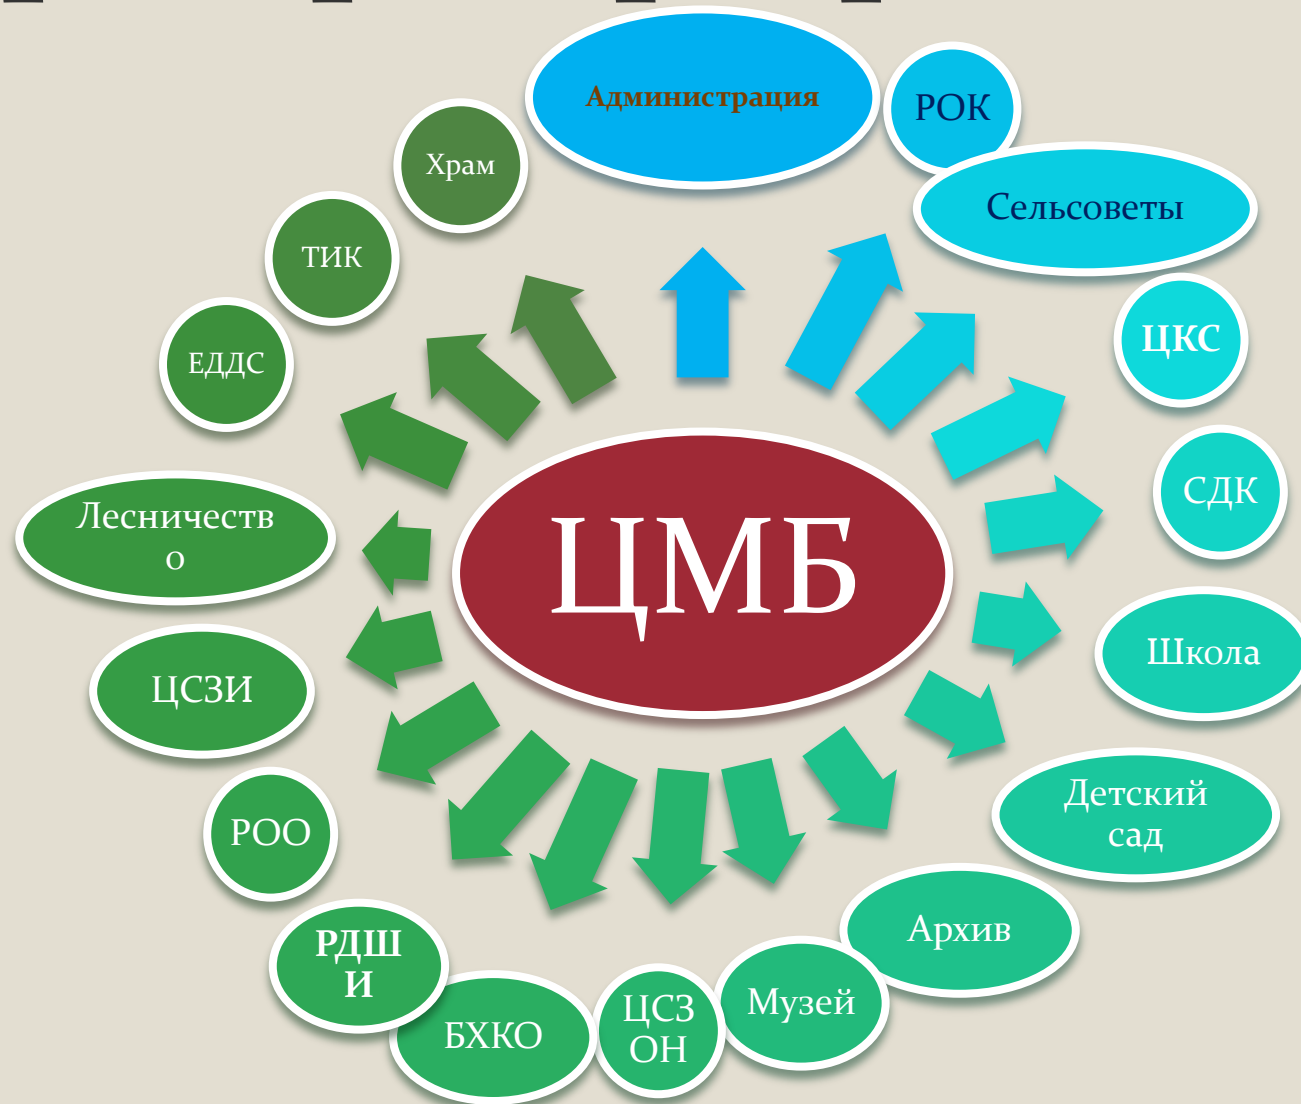 Администрация
РОК
Сельсоветы
ЦКС
СДК
Школа
Детский
сад
Архив
Музей
ЦСЗ
ОН
БХКО
РДШ
И
РОО
ЦСЗИ
Лесничеств
о
ЕДДС
ТИК
Храм
ЦМБ